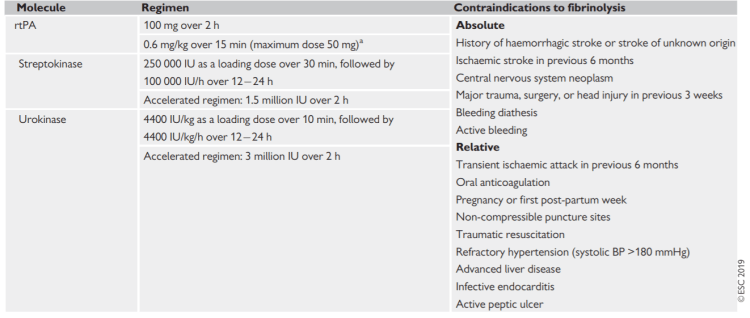 Molecule Regimen Contraindications to fibrinolysis
rtPA 100 mg over 2 h
0.6 mg/kg over 15 min (maximum dose 50 mg)a
Streptokinase 250 000 IU as a loading dose over 30 min, followed by
100 000 IU/h over 12−24 h
Accelerated regimen: 1.5 million IU over 2 h
Urokinase 4400 IU/kg as a loading dose over 10 min, followed by
4400 IU/kg/h over 12−24 h
Accelerated regimen: 3 million IU over 2 h
Absolute
History of haemorrhagic stroke or stroke of unknown origin
Ischaemic stroke in previous 6 months
Central nervous system neoplasm
Major trauma, surgery, or head injury in previous 3 weeks
Bleeding diathesis
Active bleeding
Relative
Transient ischaemic attack in previous 6 months
Oral anticoagulation
Pregnancy or first post-partum week
Non-compressible puncture sites
Traumatic resuscitation
Refractory hypertension (systolic BP >180 mmHg)
Advanced liver disease
Infective endocarditis
Active peptic ulcer
© ESC 2019